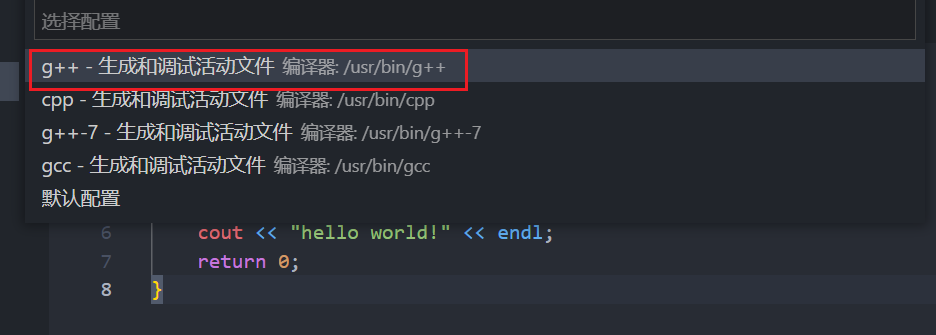 选择配置
g++ - 生成和调试活动文件 编译器: /usr/bin/g++
cpp - 生成和调试活动文件 编译器: /usr/bin/cpp
g++-7 - 生成和调试活动文件 编译器: /usr/bin/g++-7
gcc - 生成和调试活动文件 编译器: /usr/bin/gcc
默认配置
6 cout << "hello world!" << endl;
7 return 0;
8 }